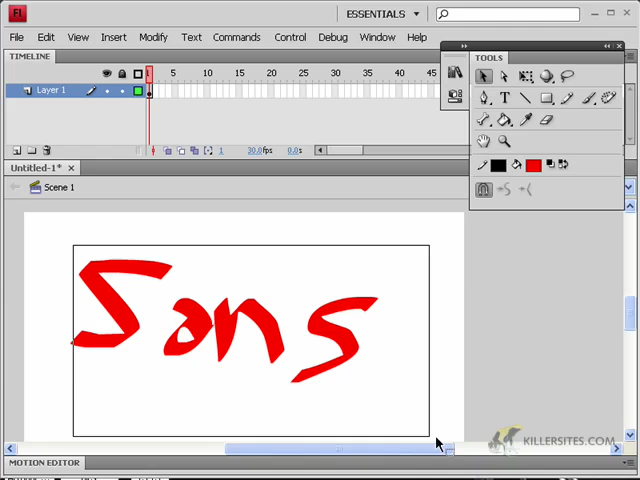 Fl
ESSENTIALS
File Edit View Insert Modify Text Commands Control Debug Window Help
TIMELINE
TOOLS
1 5 10 15 20 25 30 35 40 45
Layer 1
1 30.0fps 0.0s
Untitled-1* ×
Scene 1
Sans
KILLERSITES.COM
MOTION EDITOR